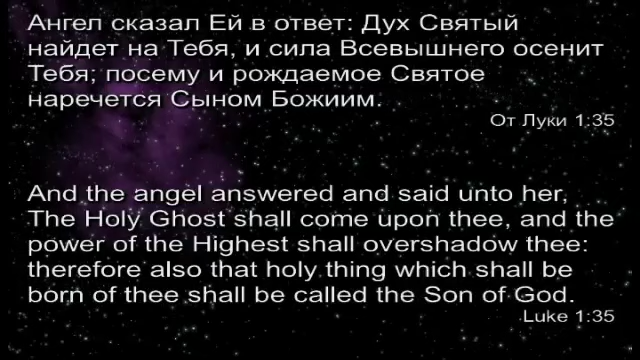 Ангел сказал Ей в ответ: Дух Святый
найдет на Тебя, и сила Всевышнего осенит
Тебя; посему и рождаемое Святое
наречется Сыном Божиим.
От Луки 1:35
And the angel answered and said unto her,
The Holy Ghost shall come upon thee, and the
power of the Highest shall overshadow thee:
therefore also that holy thing which shall be
born of thee shall be called the Son of God.
Luke 1:35